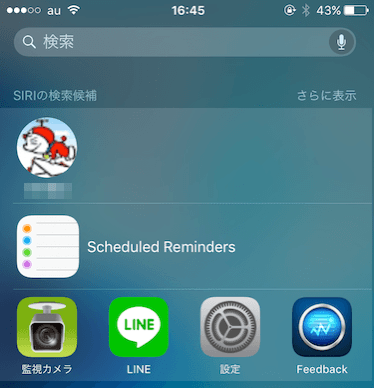 au 16:45 43%
検索
SIRIの検索候補 さらに表示
Scheduled Reminders
LINE
監視カメラ LINE 設定 Feedback